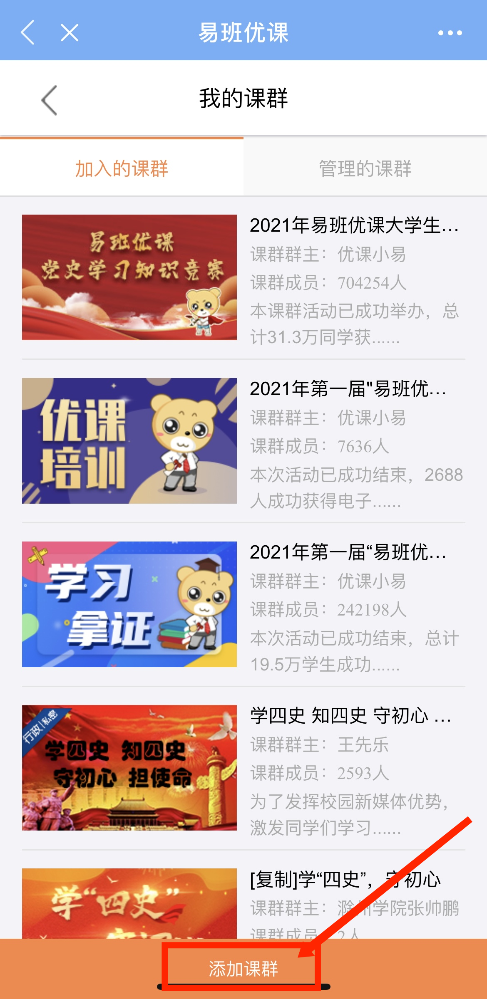 易班优课
我的课群
加入的课群
管理的课群
易班优课
党史学习知识竞赛
2021年易班优课大学生...
课群群主：优课小易
课群成员：704254人
本课群活动已成功举办，总
计31.3万同学获......
优课
培训
2021年第一届"易班优...
课群群主：优课小易
课群成员：7636人
本次活动已成功结束，2688
人成功获得电子......
学习
拿证
2021年第一届“易班优...
课群群主：优课小易
课群成员：242198人
本次活动已成功结束，总计
19.5万学生成功......
行政|私密
学四史 知四史
守初心 担使命
学四史 知四史 守初心 ...
课群群主：王先乐
课群成员：2593人
为了发挥校园新媒体优势，
激发同学们学习......
学“四史”
[复制]学“四史”，守初心
课群群主：滁州学院张帅鹏
课群成员：2人
添加课群